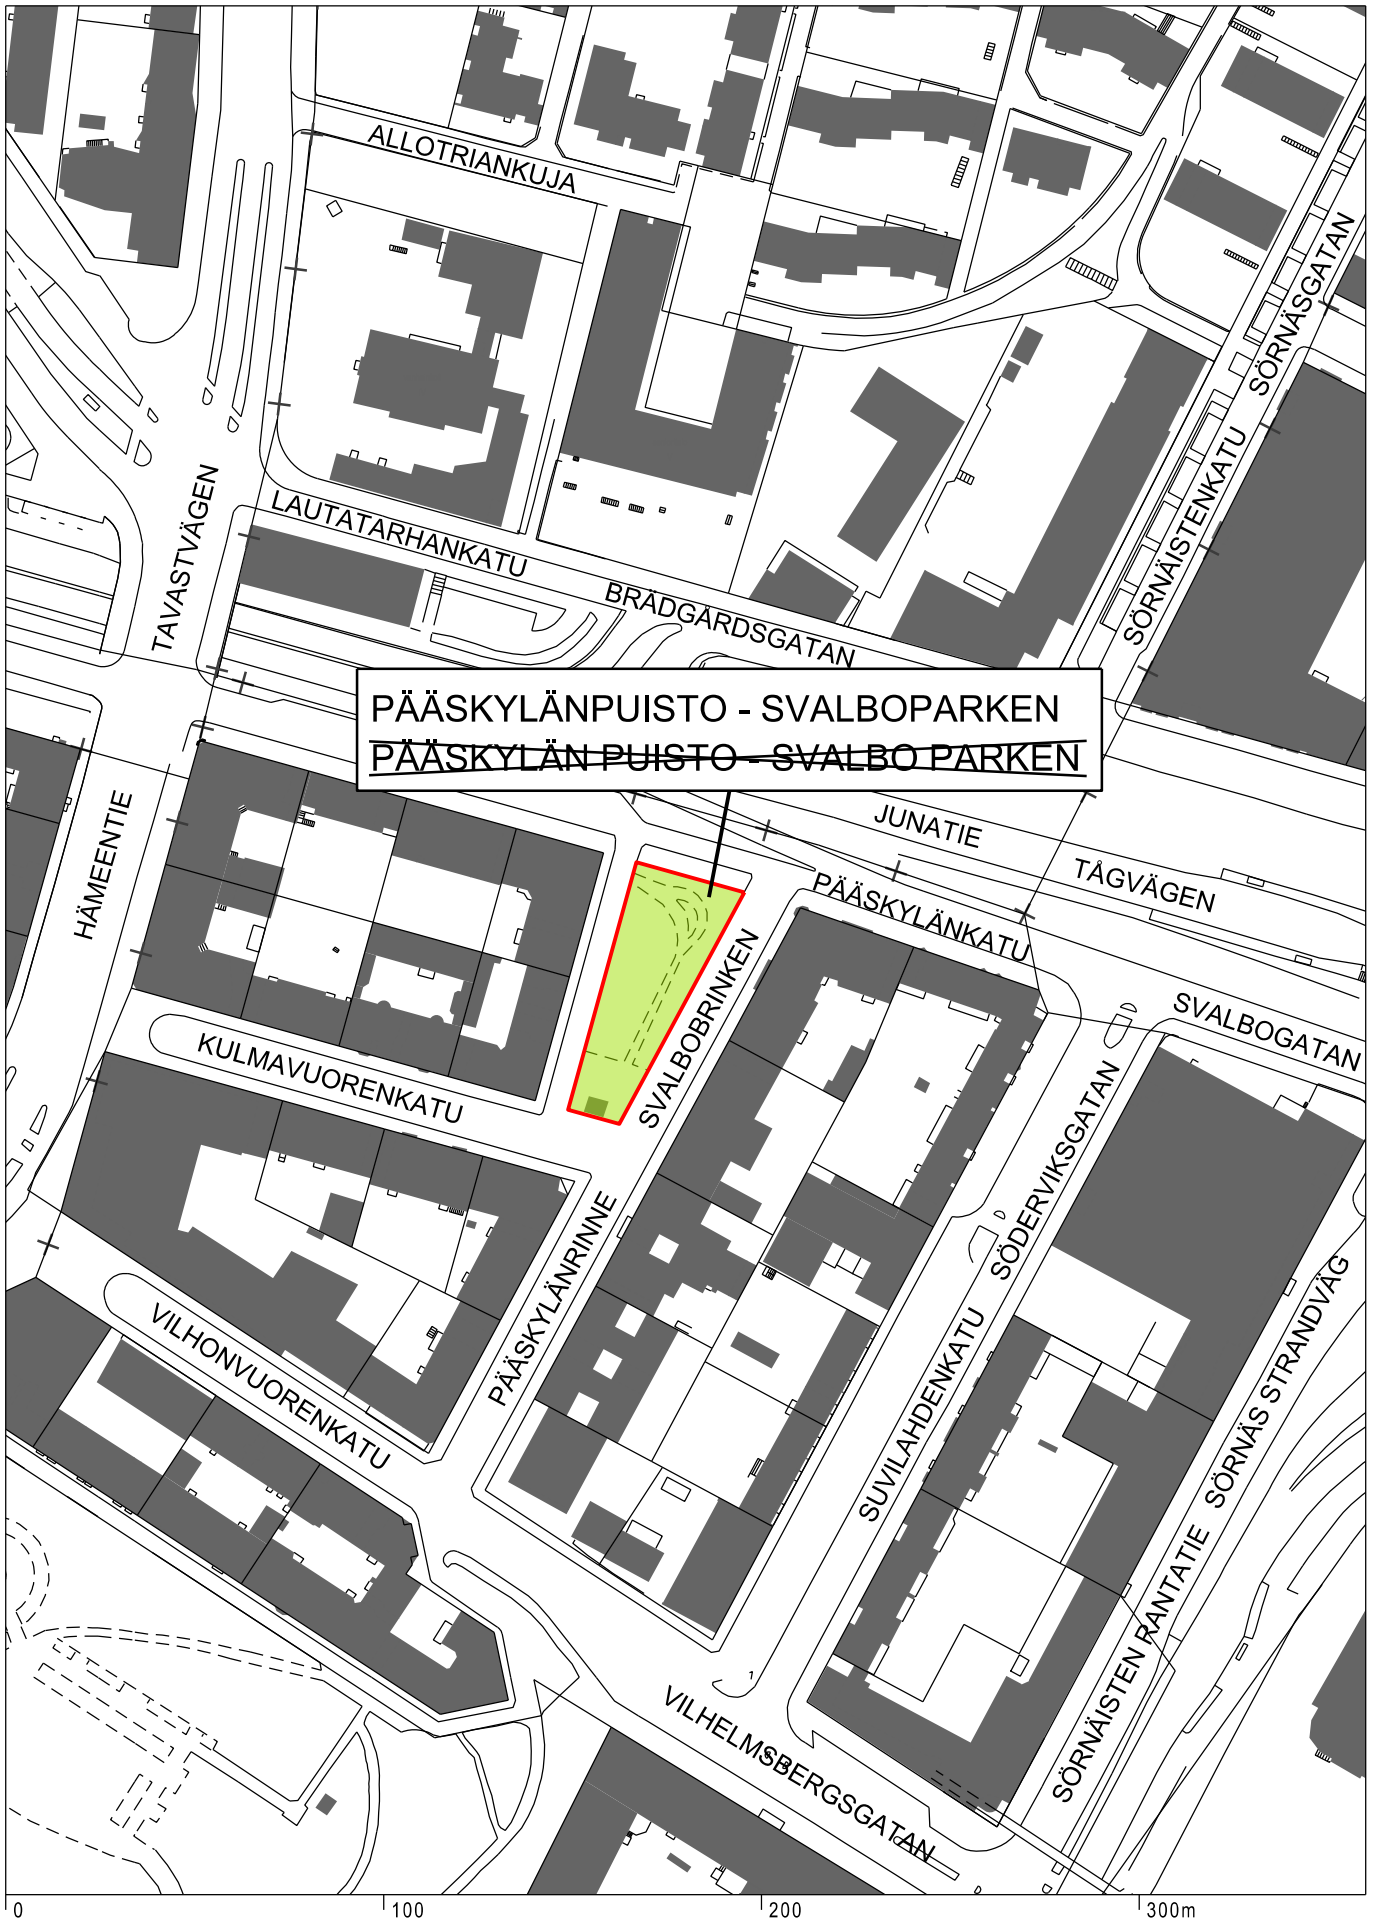 ALLOTRIANKUJA
SÖRNÄSGATAN
TAVASTVÄGEN
LAUTATARHANKATU
SÖRNÄISTENKATU
BRÄDGÅRDSGATAN
PÄÄSKYLÄNPUISTO - SVALBOPARKEN
PÄÄSKYLÄN PUISTO - SVALBO PARKEN
HÄMEENTIE
JUNATIE
TÅGVÄGEN
PÄÄSKYLÄNKATU
SVALBOGATAN
SVALBOBRINKEN
KULMAVUORENKATU
SÖDERVIKSGATAN
PÄÄSKYLÄNRINNE
VILHONVUORENKATU
SUVILAHDENKATU
SÖRNÄS STRANDVÄG
SÖRNÄISTEN RANTATIE
VILHELMSBERGSGATAN
0 100 200 300m